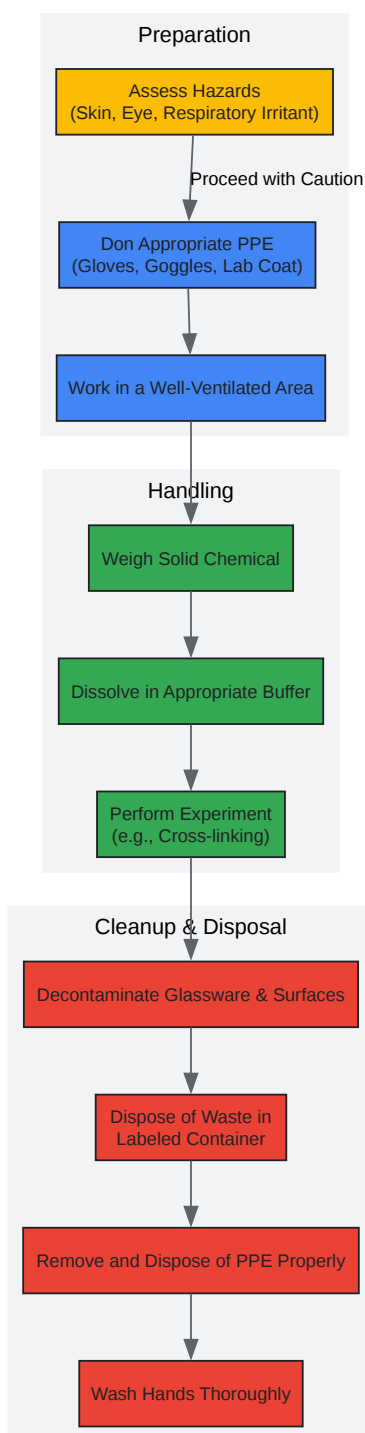 Preparation
Assess Hazards
(Skin, Eye, Respiratory Irritant)
Proceed with Caution
Don Appropriate PPE
(Gloves, Goggles, Lab Coat)
Work in a Well-Ventilated Area
Handling
Weigh Solid Chemical
Dissolve in Appropriate Buffer
Perform Experiment
(e.g., Cross-linking)
Cleanup & Disposal
Decontaminate Glassware & Surfaces
Dispose of Waste in
Labeled Container
Remove and Dispose of PPE Properly
Wash Hands Thoroughly